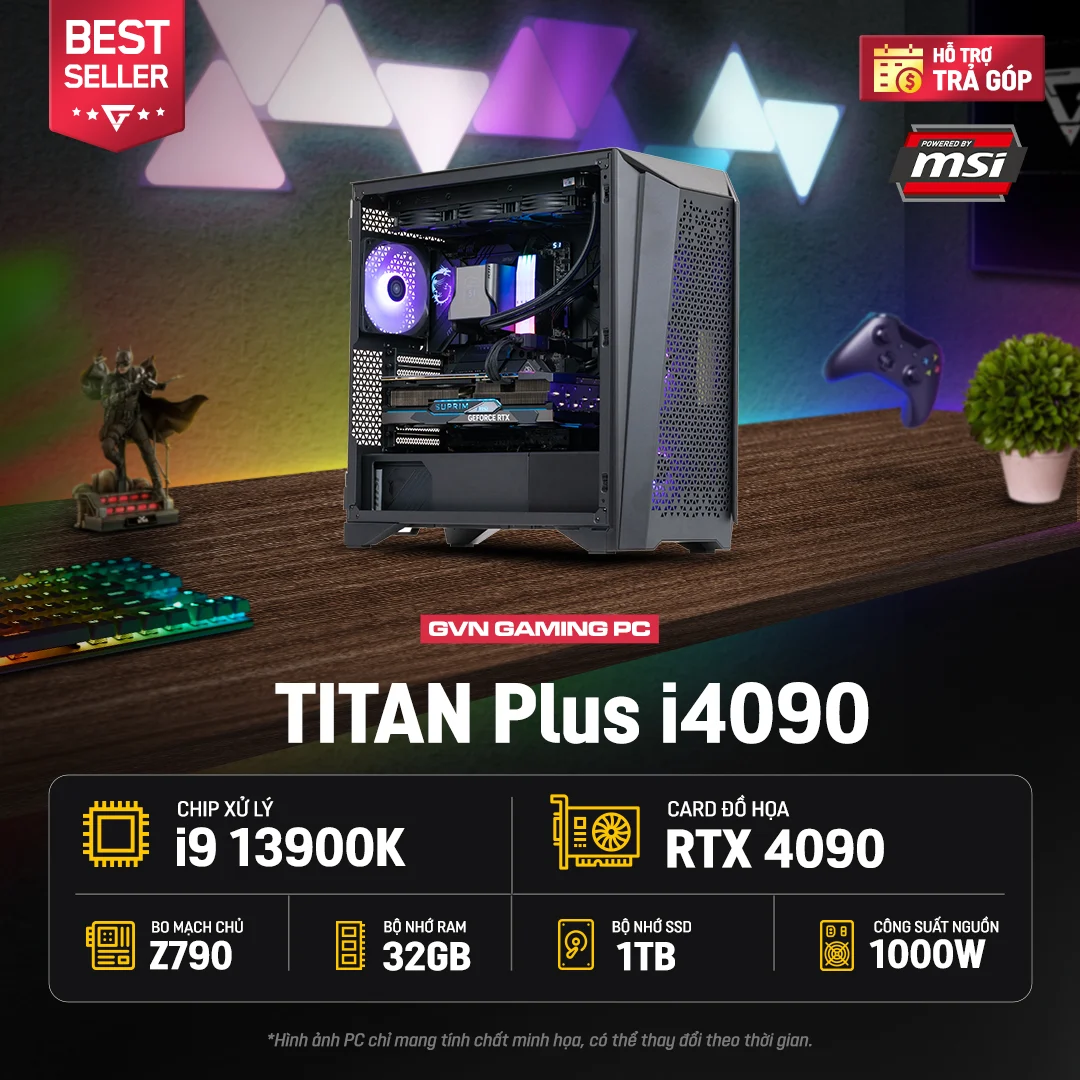 BEST
SELLER
HỖ TRỢ
TRẢ GÓP
POWERED BY
msi
SUPRIM
GEFORCE RTX
GVN GAMING PC
TITAN Plus i4090
CHIP XỬ LÝ
i9 13900K
CARD ĐỒ HỌA
RTX 4090
BO MẠCH CHỦ
Z790
BỘ NHỚ RAM
32GB
BỘ NHỚ SSD
1TB
CÔNG SUẤT NGUỒN
1000W
*Hình ảnh PC chỉ mang tính chất minh họa, có thể thay đổi theo thời gian.